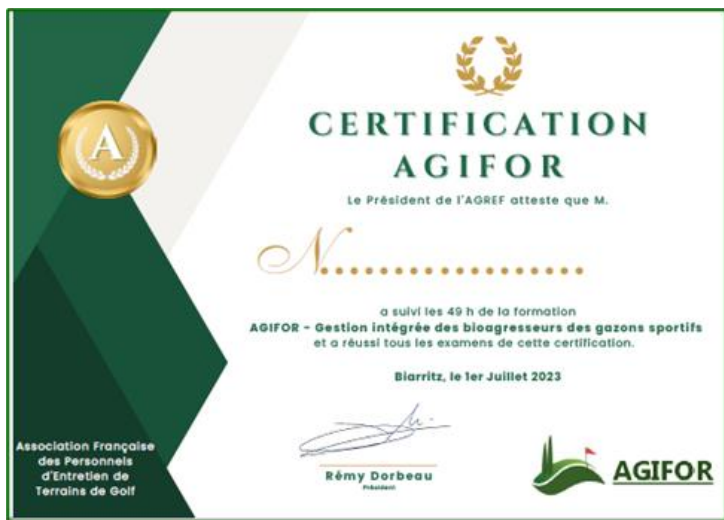 A
CERTIFICATION
AGIFOR
Le Président de l'AGREF atteste que M.
N..................
a suivi les 49 h de la formation
AGIFOR - Gestion intégrée des bioagresseurs des gazons sportifs
et a réussi tous les examens de cette certification.
Biarritz, le 1er Juillet 2023
Rémy Dorbeau
Président
Association Française
des Personnels
d'Entretien de
Terrains de Golf
AGIFOR